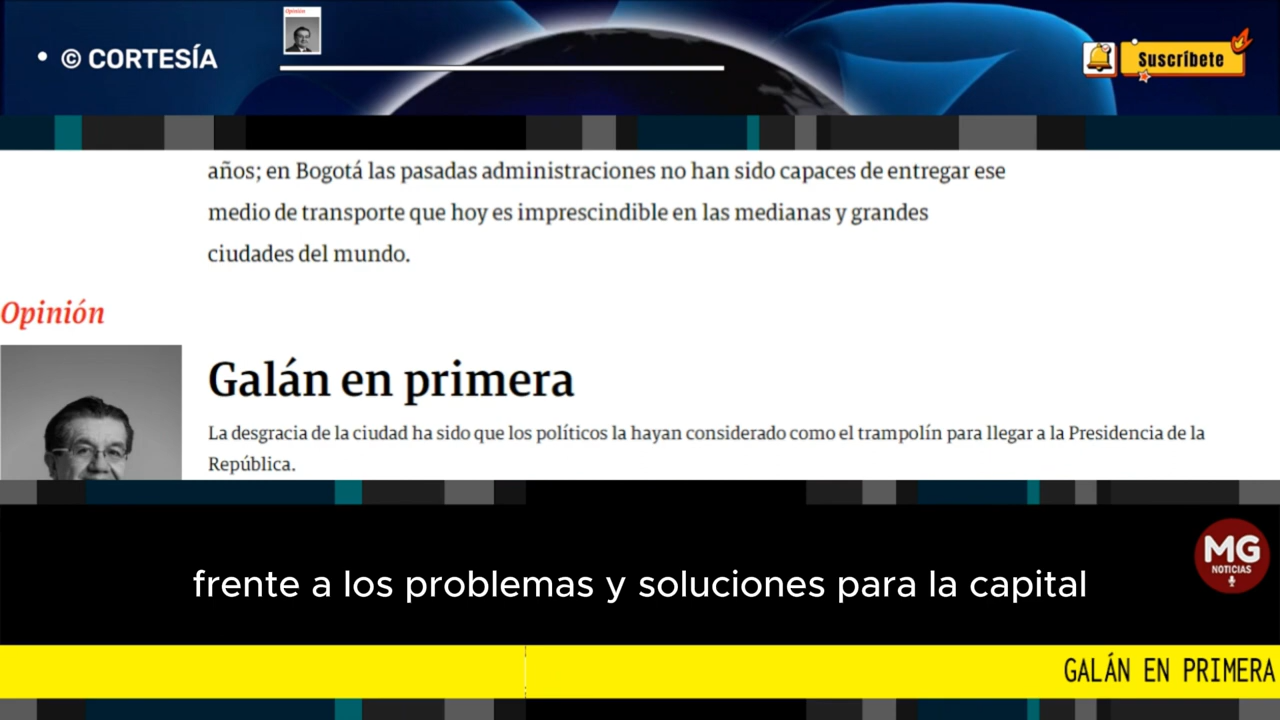 Opinión
• © CORTESÍA
Suscríbete
años; en Bogotá las pasadas administraciones no han sido capaces de entregar ese
medio de transporte que hoy es imprescindible en las medianas y grandes
ciudades del mundo.
Opinión
Galán en primera
La desgracia de la ciudad ha sido que los políticos la hayan considerado como el trampolín para llegar a la Presidencia de la
República.
MG
NOTICIAS
frente a los problemas y soluciones para la capital
GALÁN EN PRIMERA